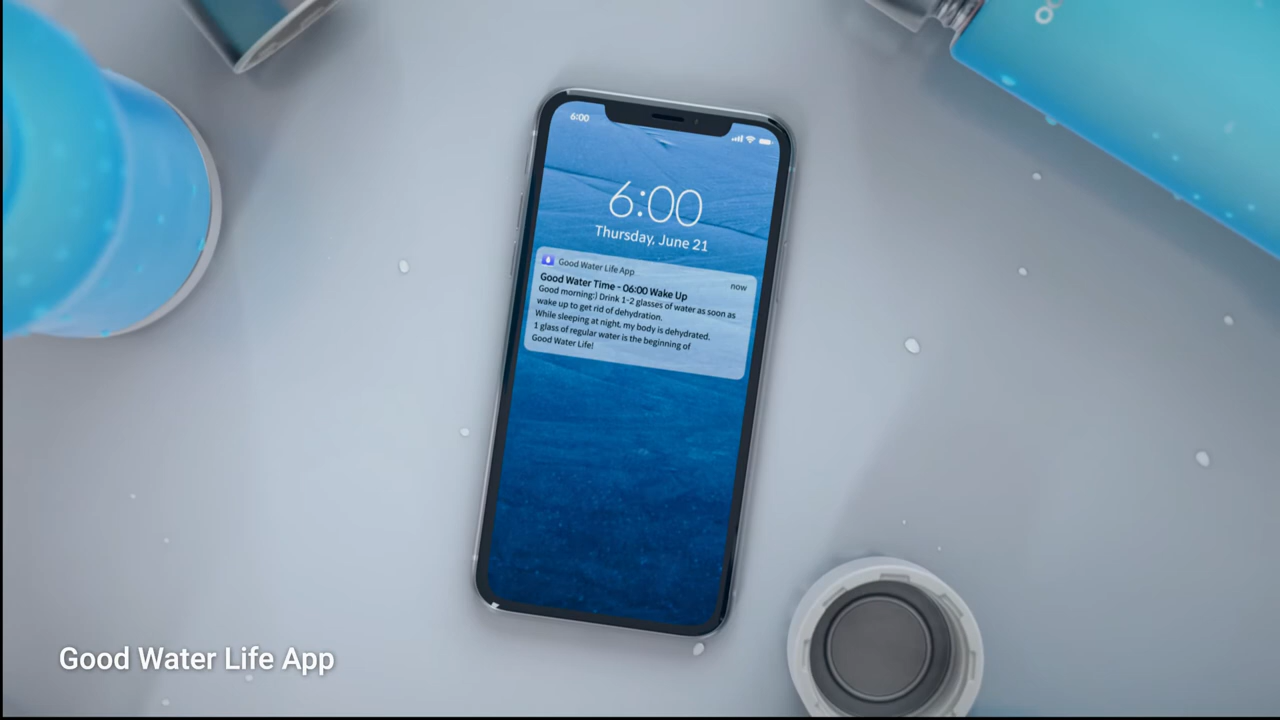 6:00
6:00
Thursday, June 21
Good Water Life App
now
Good Water Time - 06:00 Wake Up
Good morning:) Drink 1-2 glasses of water as soon as
wake up to get rid of dehydration.
While sleeping at night, my body is dehydrated.
1 glass of regular water is the beginning of
Good Water Life!
Good Water Life App